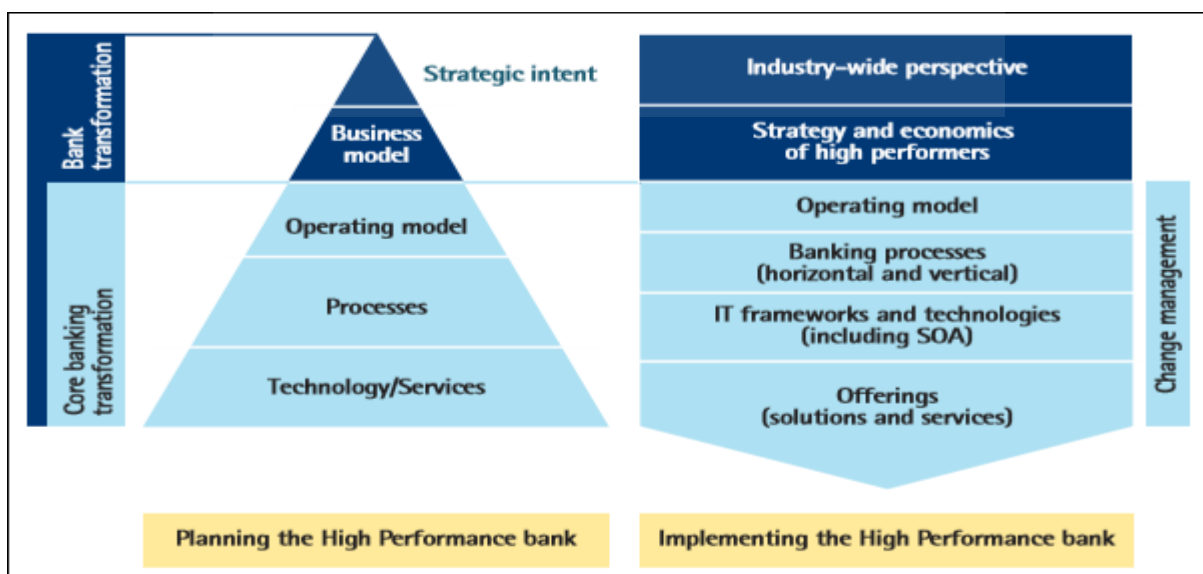 Bank
transformation
Core banking
transformation
Strategic intent
Business
model
Operating model
Processes
Technology/Services
Planning the High Performance bank
Industry-wide perspective
Strategy and economics
of high performers
Operating model
Banking processes
(horizontal and vertical)
IT frameworks and technologies
(including SOA)
Offerings
(solutions and services)
Change management
Implementing the High Performance bank